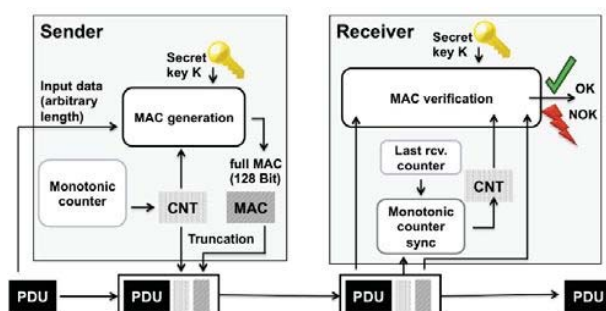 Sender
Secret
key K
Input data
(arbitrary
length)
MAC generation
full MAC
(128 Bit)
Monotonic
counter
CNT
MAC
Truncation
PDU
PDU
Receiver
Secret
key K
MAC verification
OK
NOK
Last rcv.
counter
CNT
Monotonic
counter
sync
PDU
PDU